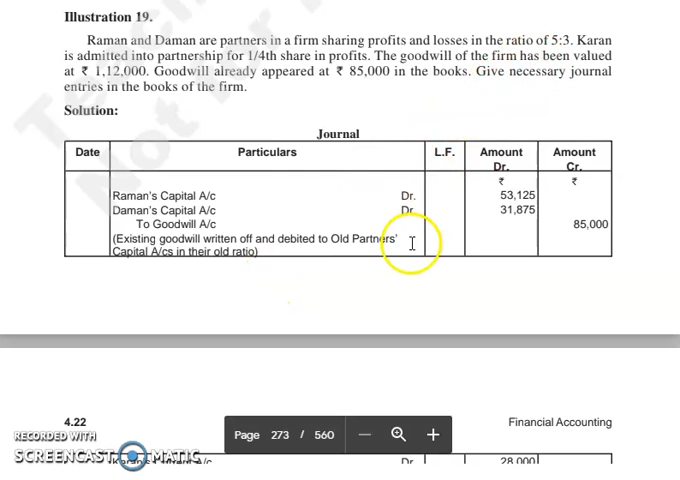 Illustration 19.
Raman and Daman are partners in a firm sharing profits and losses in the ratio of 5:3. Karan
is admitted into partnership for 1/4th share in profits. The goodwill of the firm has been valued
at ₹ 1,12,000. Goodwill already appeared at ₹ 85,000 in the books. Give necessary journal
entries in the books of the firm.
Solution:
Journal
Date Particulars L.F. Amount Dr. Amount Cr.
₹ ₹
Raman's Capital A/c Dr. 53,125
Daman's Capital A/c Dr. 31,875
To Goodwill A/c 85,000
(Existing goodwill written off and debited to Old Partners'
Capital A/cs in their old ratio)
4.22 Financial Accounting
Page 273 / 560
RECORDED WITH
SCREENCAST MATIC
Dr. 28,000